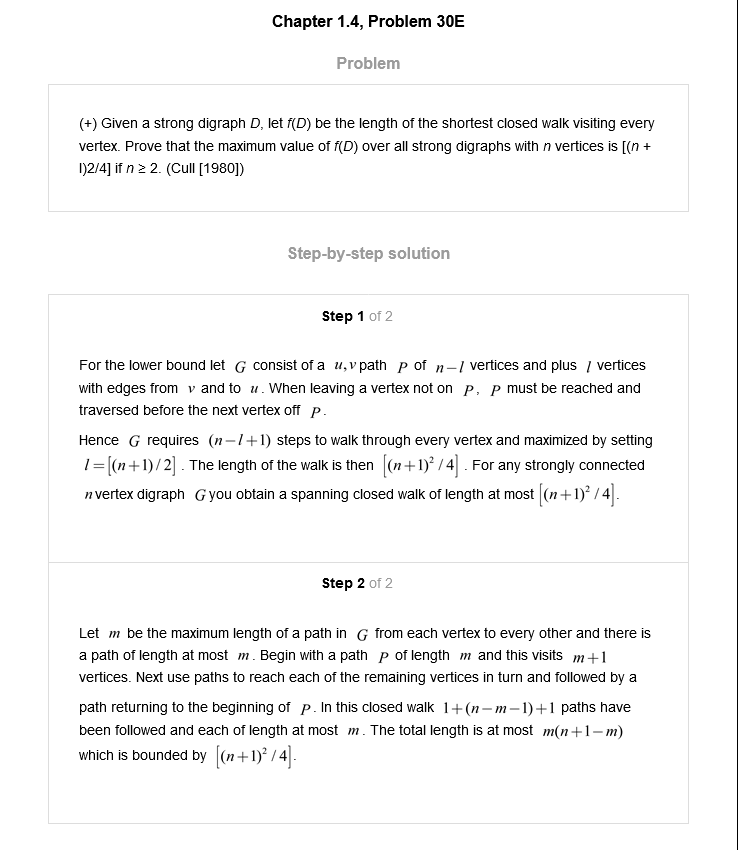 Chapter 1.4, Problem 30E
Problem
(+) Given a strong digraph D, let f(D) be the length of the shortest closed walk visiting every
vertex. Prove that the maximum value of f(D) over all strong digraphs with n vertices is [(n +
l)2/4] if n ≥ 2. (Cull [1980])
Step-by-step solution
Step 1 of 2
For the lower bound let G consist of a u, v path P of n−l vertices and plus l vertices
with edges from v and to u. When leaving a vertex not on P, P must be reached and
traversed before the next vertex off P.
Hence G requires (n−l+1) steps to walk through every vertex and maximized by setting
l=[(n+1)/2]. The length of the walk is then [(n+1)²/4]. For any strongly connected
n vertex digraph G you obtain a spanning closed walk of length at most [(n+1)²/4].
Step 2 of 2
Let m be the maximum length of a path in G from each vertex to every other and there is
a path of length at most m. Begin with a path P of length m and this visits m+1
vertices. Next use paths to reach each of the remaining vertices in turn and followed by a
path returning to the beginning of P. In this closed walk 1+(n−m−1)+1 paths have
been followed and each of length at most m. The total length is at most m(n+1−m)
which is bounded by [(n+1)²/4].